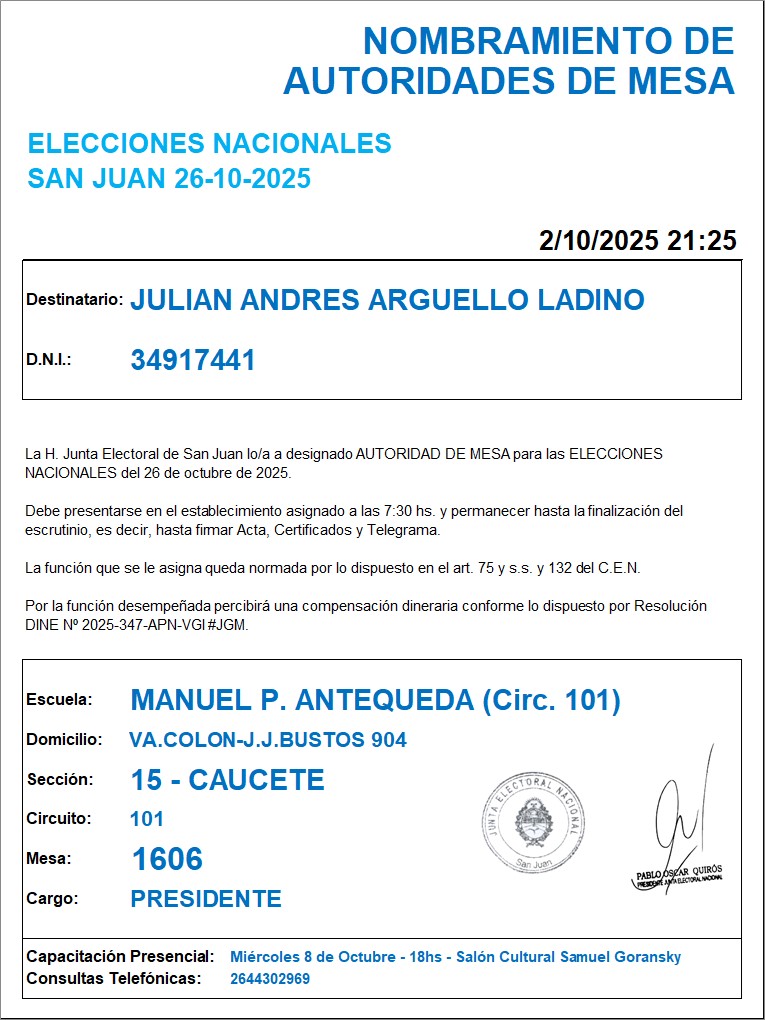 NOMBRAMIENTO DE
AUTORIDADES DE MESA
ELECCIONES NACIONALES
SAN JUAN 26-10-2025
2/10/2025 21:25
Destinatario: JULIAN ANDRES ARGUELLO LADINO
D.N.I.: 34917441
La H. Junta Electoral de San Juan lo/a a designado AUTORIDAD DE MESA para las ELECCIONES
NACIONALES del 26 de octubre de 2025.
Debe presentarse en el establecimiento asignado a las 7:30 hs. y permanecer hasta la finalización del
escrutinio, es decir, hasta firmar Acta, Certificados y Telegrama.
La función que se le asigna queda normada por lo dispuesto en el art. 75 y s.s. y 132 del C.E.N.
Por la función desempeñada percibirá una compensación dineraria conforme lo dispuesto por Resolución
DINE Nº 2025-347-APN-VGI#JGM.
Escuela: MANUEL P. ANTEQUEDA (Circ. 101)
Domicilio: VA.COLON-J.J.BUSTOS 904
Sección: 15 - CAUCETE
Circuito: 101
Mesa: 1606
Cargo: PRESIDENTE
JUNTA ELECTORAL NACIONAL
San Juan
PABLO OSCAR QUIRÓS
PRESIDENTE JUNTA ELECTORAL NACIONAL
Capacitación Presencial: Miércoles 8 de Octubre - 18hs - Salón Cultural Samuel Goransky
Consultas Telefónicas: 2644302969